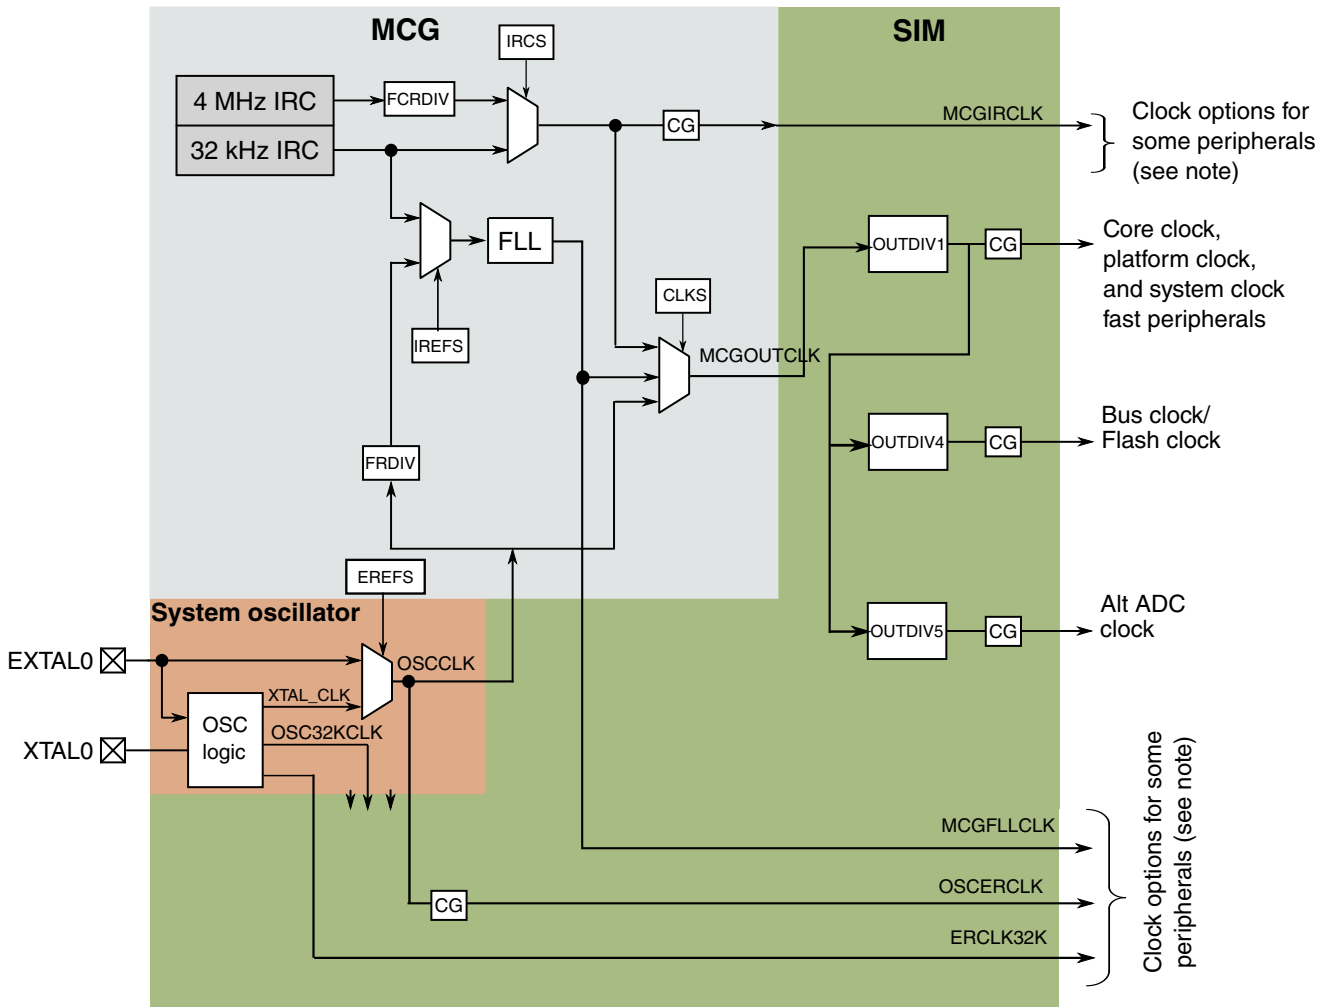 MCG
SIM
IRCS
4 MHz IRC
FCRDIV
32 kHz IRC
CG
MCGIRCLK
Clock options for
some peripherals
(see note)
FLL
IREFS
CLKS
MCGOUTCLK
OUTDIV1
CG
Core clock,
platform clock,
and system clock
fast peripherals
FRDIV
OUTDIV4
CG
Bus clock/
Flash clock
EREFS
System oscillator
OUTDIV5
CG
Alt ADC
clock
EXTAL0
OSCCLK
XTAL_CLK
OSC
logic
OSC32KCLK
XTAL0
MCGFLLCLK
CG
OSCERCLK
ERCLK32K
Clock options for some
peripherals (see note)